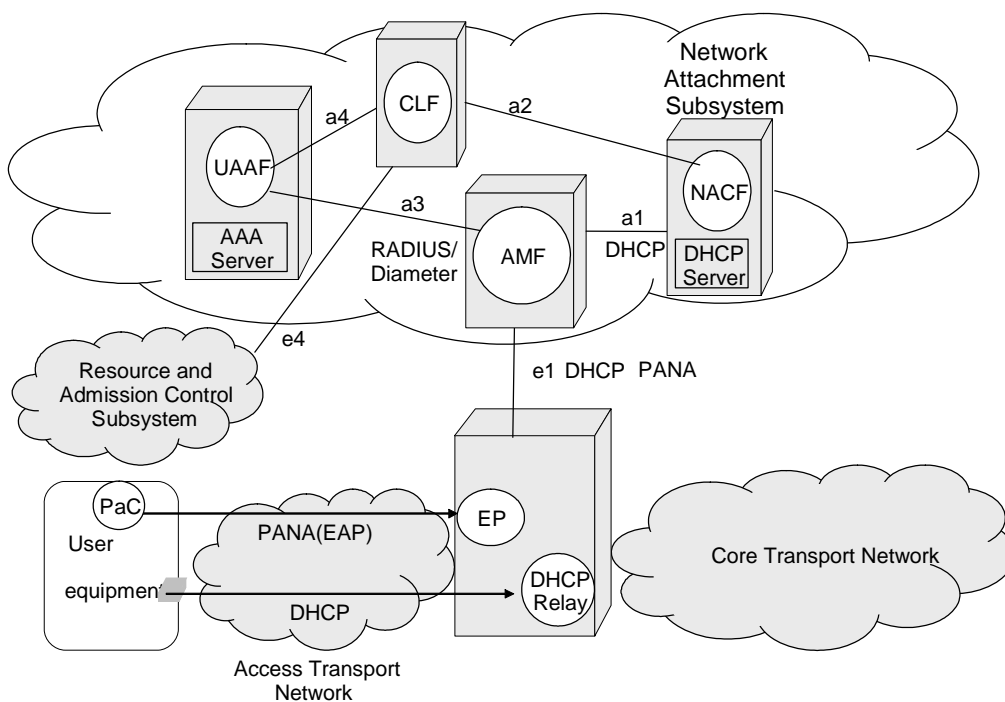 Network
Attachment
Subsystem
CLF
a4
a2
UAAF
NACF
a3
a1
AAA
Server
RADIUS/
Diameter
AMF
DHCP
DHCP
Server
e4
e1 DHCP PANA
Resource and
Admission Control
Subsystem
PaC
User
equipment
PANA(EAP)
EP
DHCP
DHCP
Relay
Core Transport Network
Access Transport
Network